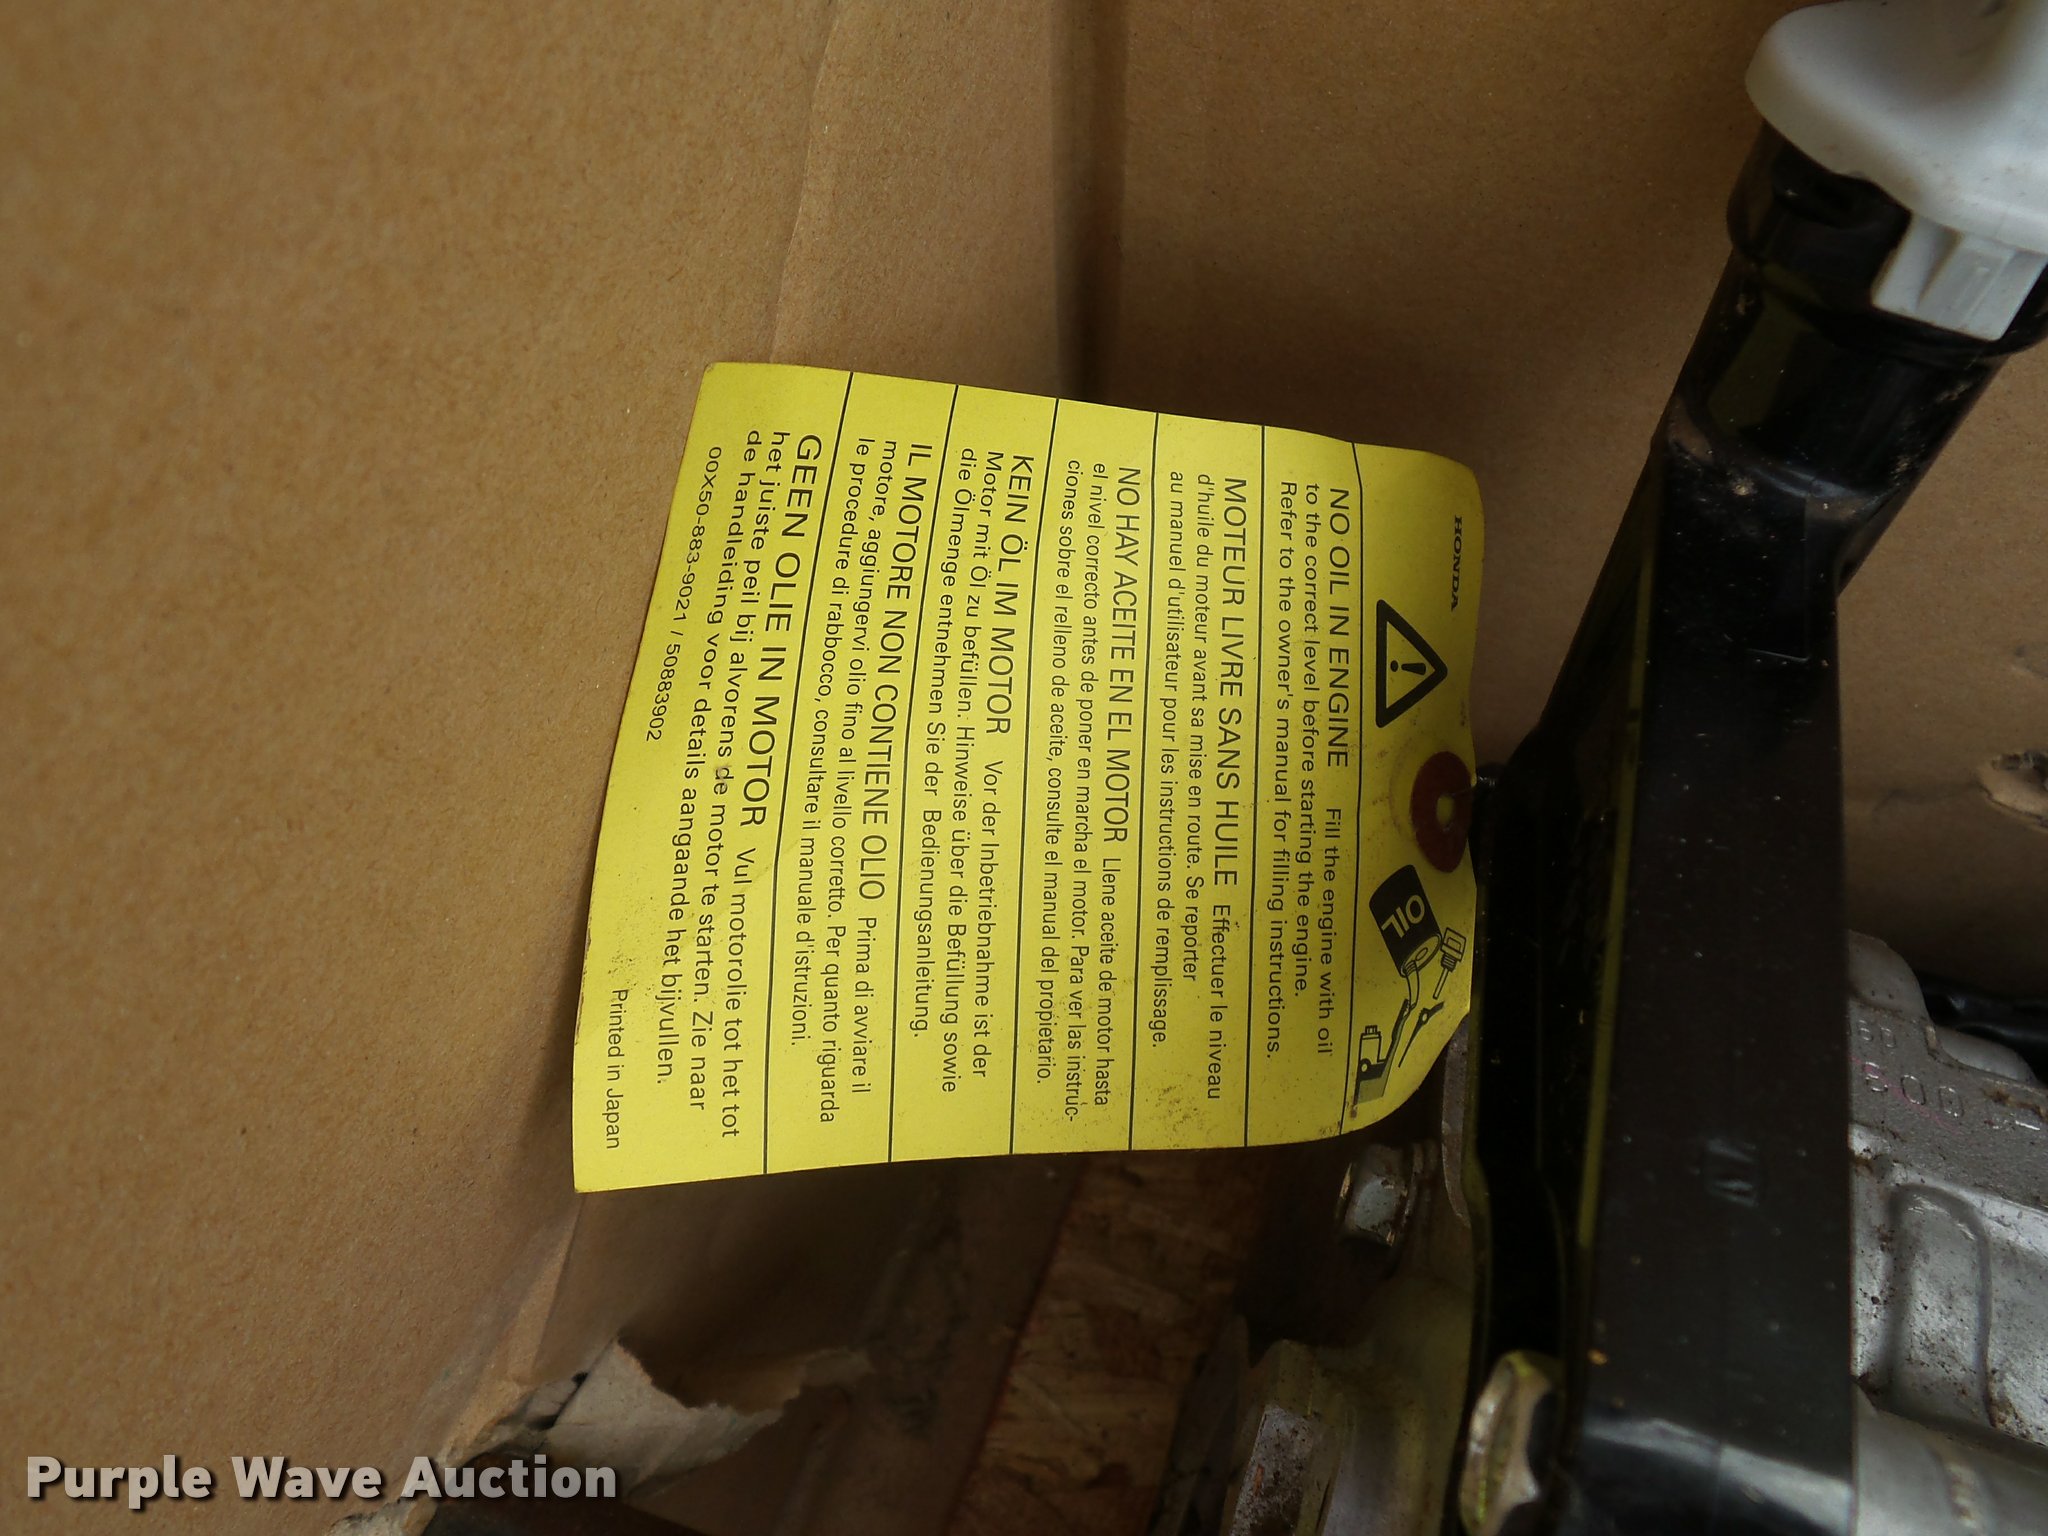 HONDA
OIL
NO OIL IN ENGINE Fill the engine with oil
to the correct level before starting the engine.
Refer to the owner's manual for filling instructions.
MOTEUR LIVRE SANS HUILE Effectuer le niveau
d'huile du moteur avant sa mise en route. Se reporter
au manuel d'utilisateur pour les instructions de remplissage.
NO HAY ACEITE EN EL MOTOR Llene aceite de motor hasta
el nivel correcto antes de poner en marcha el motor. Para ver las instruc-
ciones sobre el relleno de aceite, consulte el manual del propietario.
KEIN ÖL IM MOTOR Vor der Inbetriebnahme ist der
Motor mit Öl zu befüllen. Hinweise über die Befüllung sowie
die Ölmenge entnehmen Sie der Bedienungsanleitung.
IL MOTORE NON CONTIENE OLIO Prima di avviare il
motore, aggiungervi olio fino al livello corretto. Per quanto riguarda
le procedure di rabbocco, consultare il manuale d'istruzioni.
GEEN OLIE IN MOTOR Vul motorolie tot het tot
het juiste peil bij alvorens de motor te starten. Zie naar
de handleiding voor details aangaande het bijvullen.
00X50-883-9021 / 50883902
Printed in Japan
Purple Wave Auction